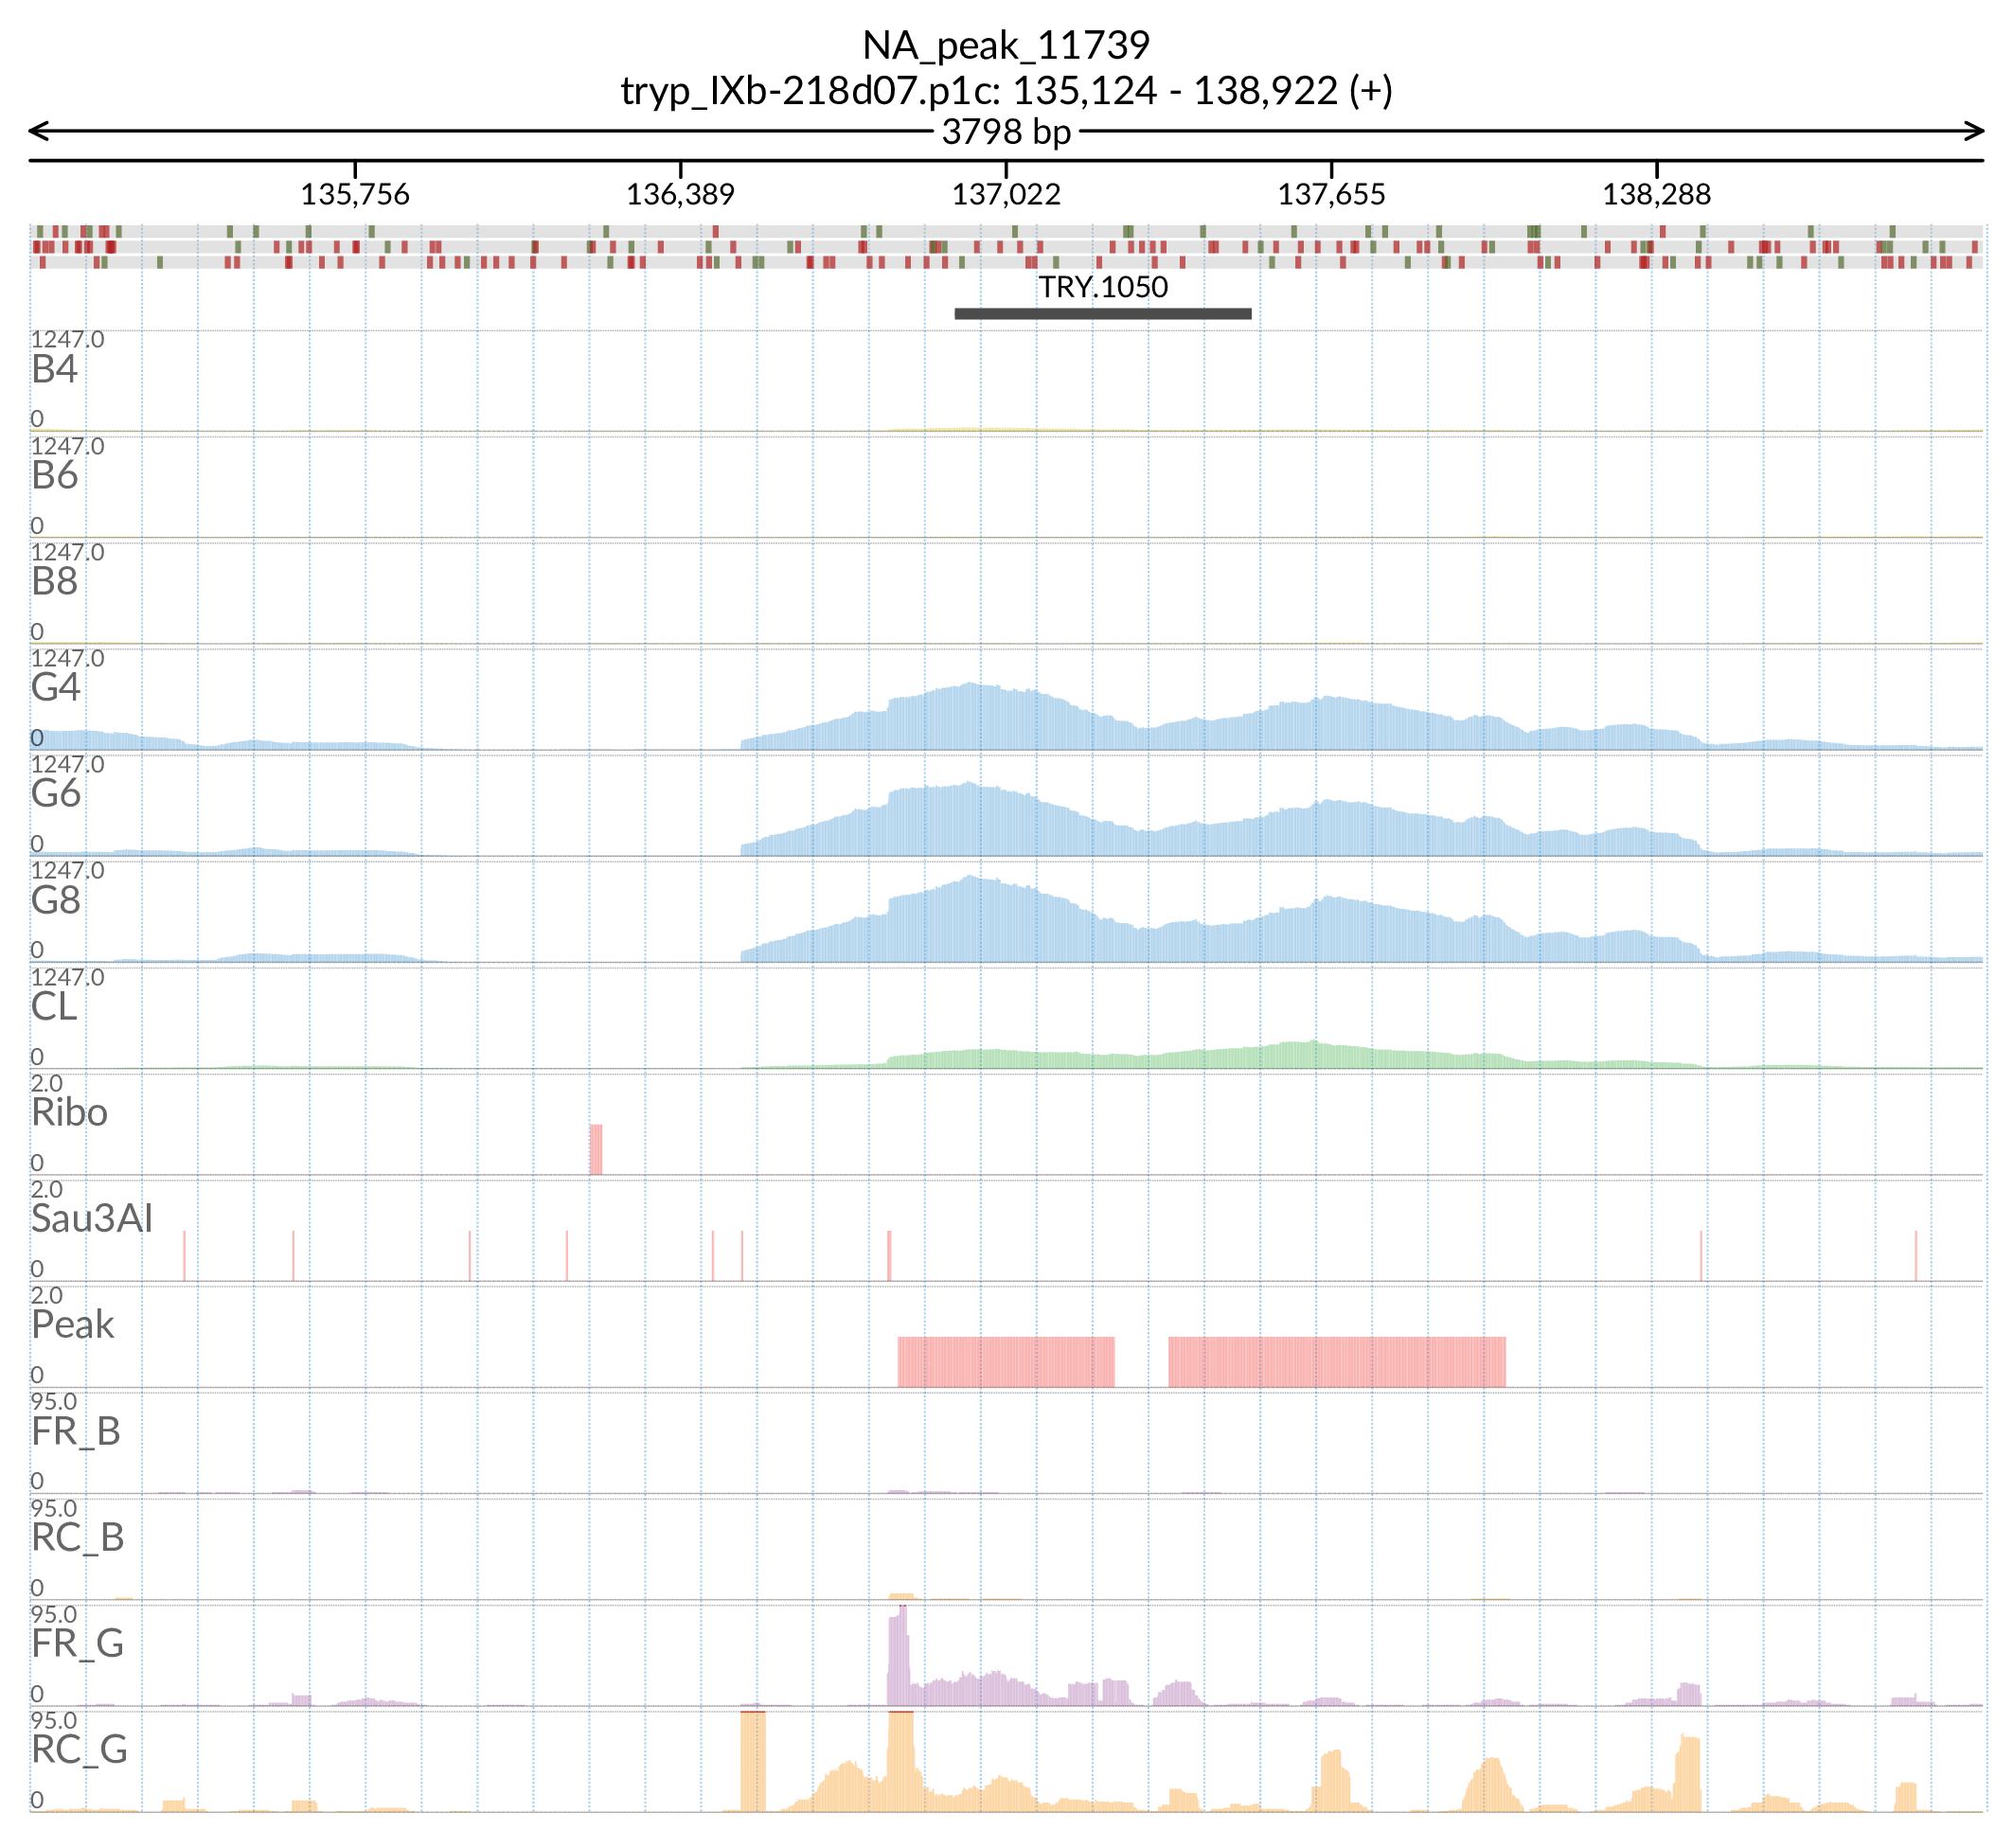 NA_peak_11739
tryp_IXb-218d07.p1c: 135,124 - 138,922 (+)
3798 bp
135,756 136,389 137,022 137,655 138,288
TRY.1050
1247.0
B4
0
1247.0
B6
0
1247.0
B8
0
1247.0
G4
0
1247.0
G6
0
1247.0
G8
0
1247.0
CL
0
2.0
Ribo
0
2.0
Sau3AI
0
2.0
Peak
0
95.0
FR_B
0
95.0
RC_B
0
95.0
FR_G
0
95.0
RC_G
0